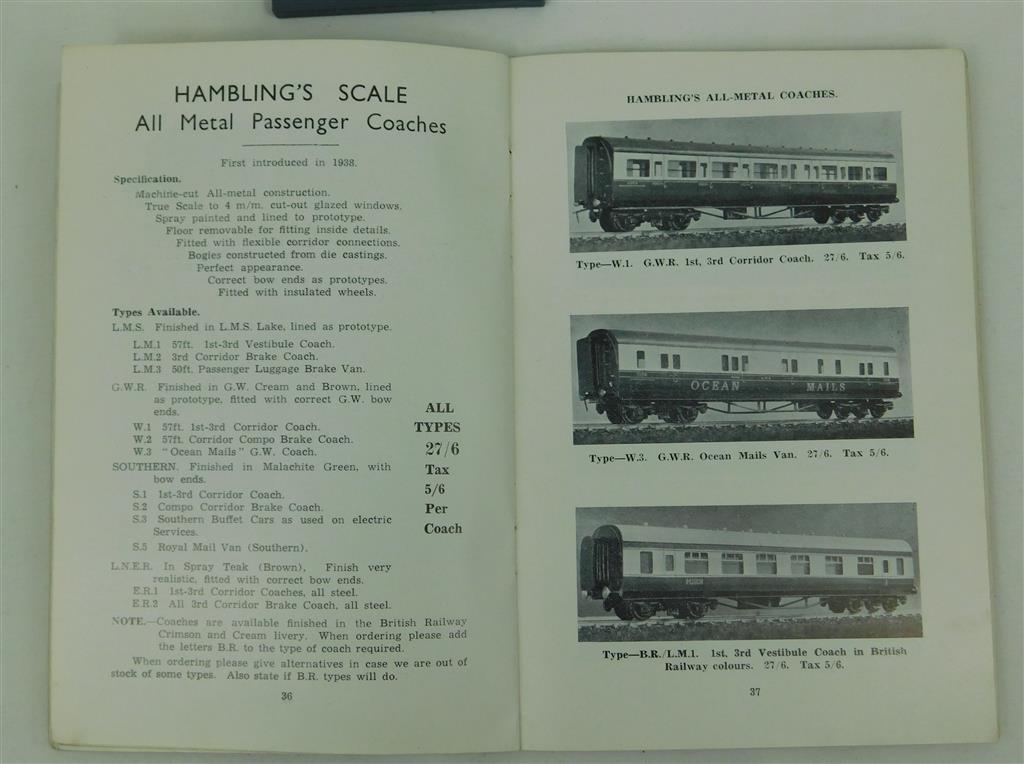 HAMBLING'S SCALE
All Metal Passenger Coaches
First introduced in 1938.
Specification.
Machine-cut All-metal construction.
True Scale to 4 m/m. cut-out glazed windows.
Spray painted and lined to prototype.
Floor removable for fitting inside details.
Fitted with flexible corridor connections.
Bogies constructed from die castings.
Perfect appearance.
Correct bow ends as prototypes.
Fitted with insulated wheels.
Types Available.
L.M.S. Finished in L.M.S. Lake, lined as prototype.
L.M.1 57ft. 1st-3rd Vestibule Coach.
L.M.2 3rd Corridor Brake Coach.
L.M.3 50ft. Passenger Luggage Brake Van.
G.W.R. Finished in G.W. Cream and Brown, lined
as prototype, fitted with correct G.W. bow
ends.
W.1 57ft. 1st-3rd Corridor Coach.
W.2 57ft. Corridor Compo Brake Coach.
W.3 "Ocean Mails" G.W. Coach.
SOUTHERN. Finished in Malachite Green, with
bow ends.
S.1 1st-3rd Corridor Coach.
S.2 Compo Corridor Brake Coach.
S.3 Southern Buffet Cars as used on electric
Services.
S.5 Royal Mail Van (Southern).
ALL
TYPES
27/6
Tax
5/6
Per
Coach
L.N.E.R. In Spray Teak (Brown), Finish very
realistic, fitted with correct bow ends.
E.R.1 1st-3rd Corridor Coaches, all steel.
E.R.2 All 3rd Corridor Brake Coach, all steel.
NOTE.—Coaches are available finished in the British Railway
Crimson and Cream livery. When ordering please add
the letters B.R. to the type of coach required.
When ordering please give alternatives in case we are out of
stock of some types. Also state if B.R. types will do.
36
HAMBLING'S ALL-METAL COACHES.
Type—W.1. G.W.R. 1st, 3rd Corridor Coach. 27/6. Tax 5/6.
OCEAN MAILS
Type—W.3. G.W.R. Ocean Mails Van. 27/6. Tax 5/6.
Type—B.R./L.M.1. 1st, 3rd Vestibule Coach in British
Railway colours. 27/6. Tax 5/6.
37